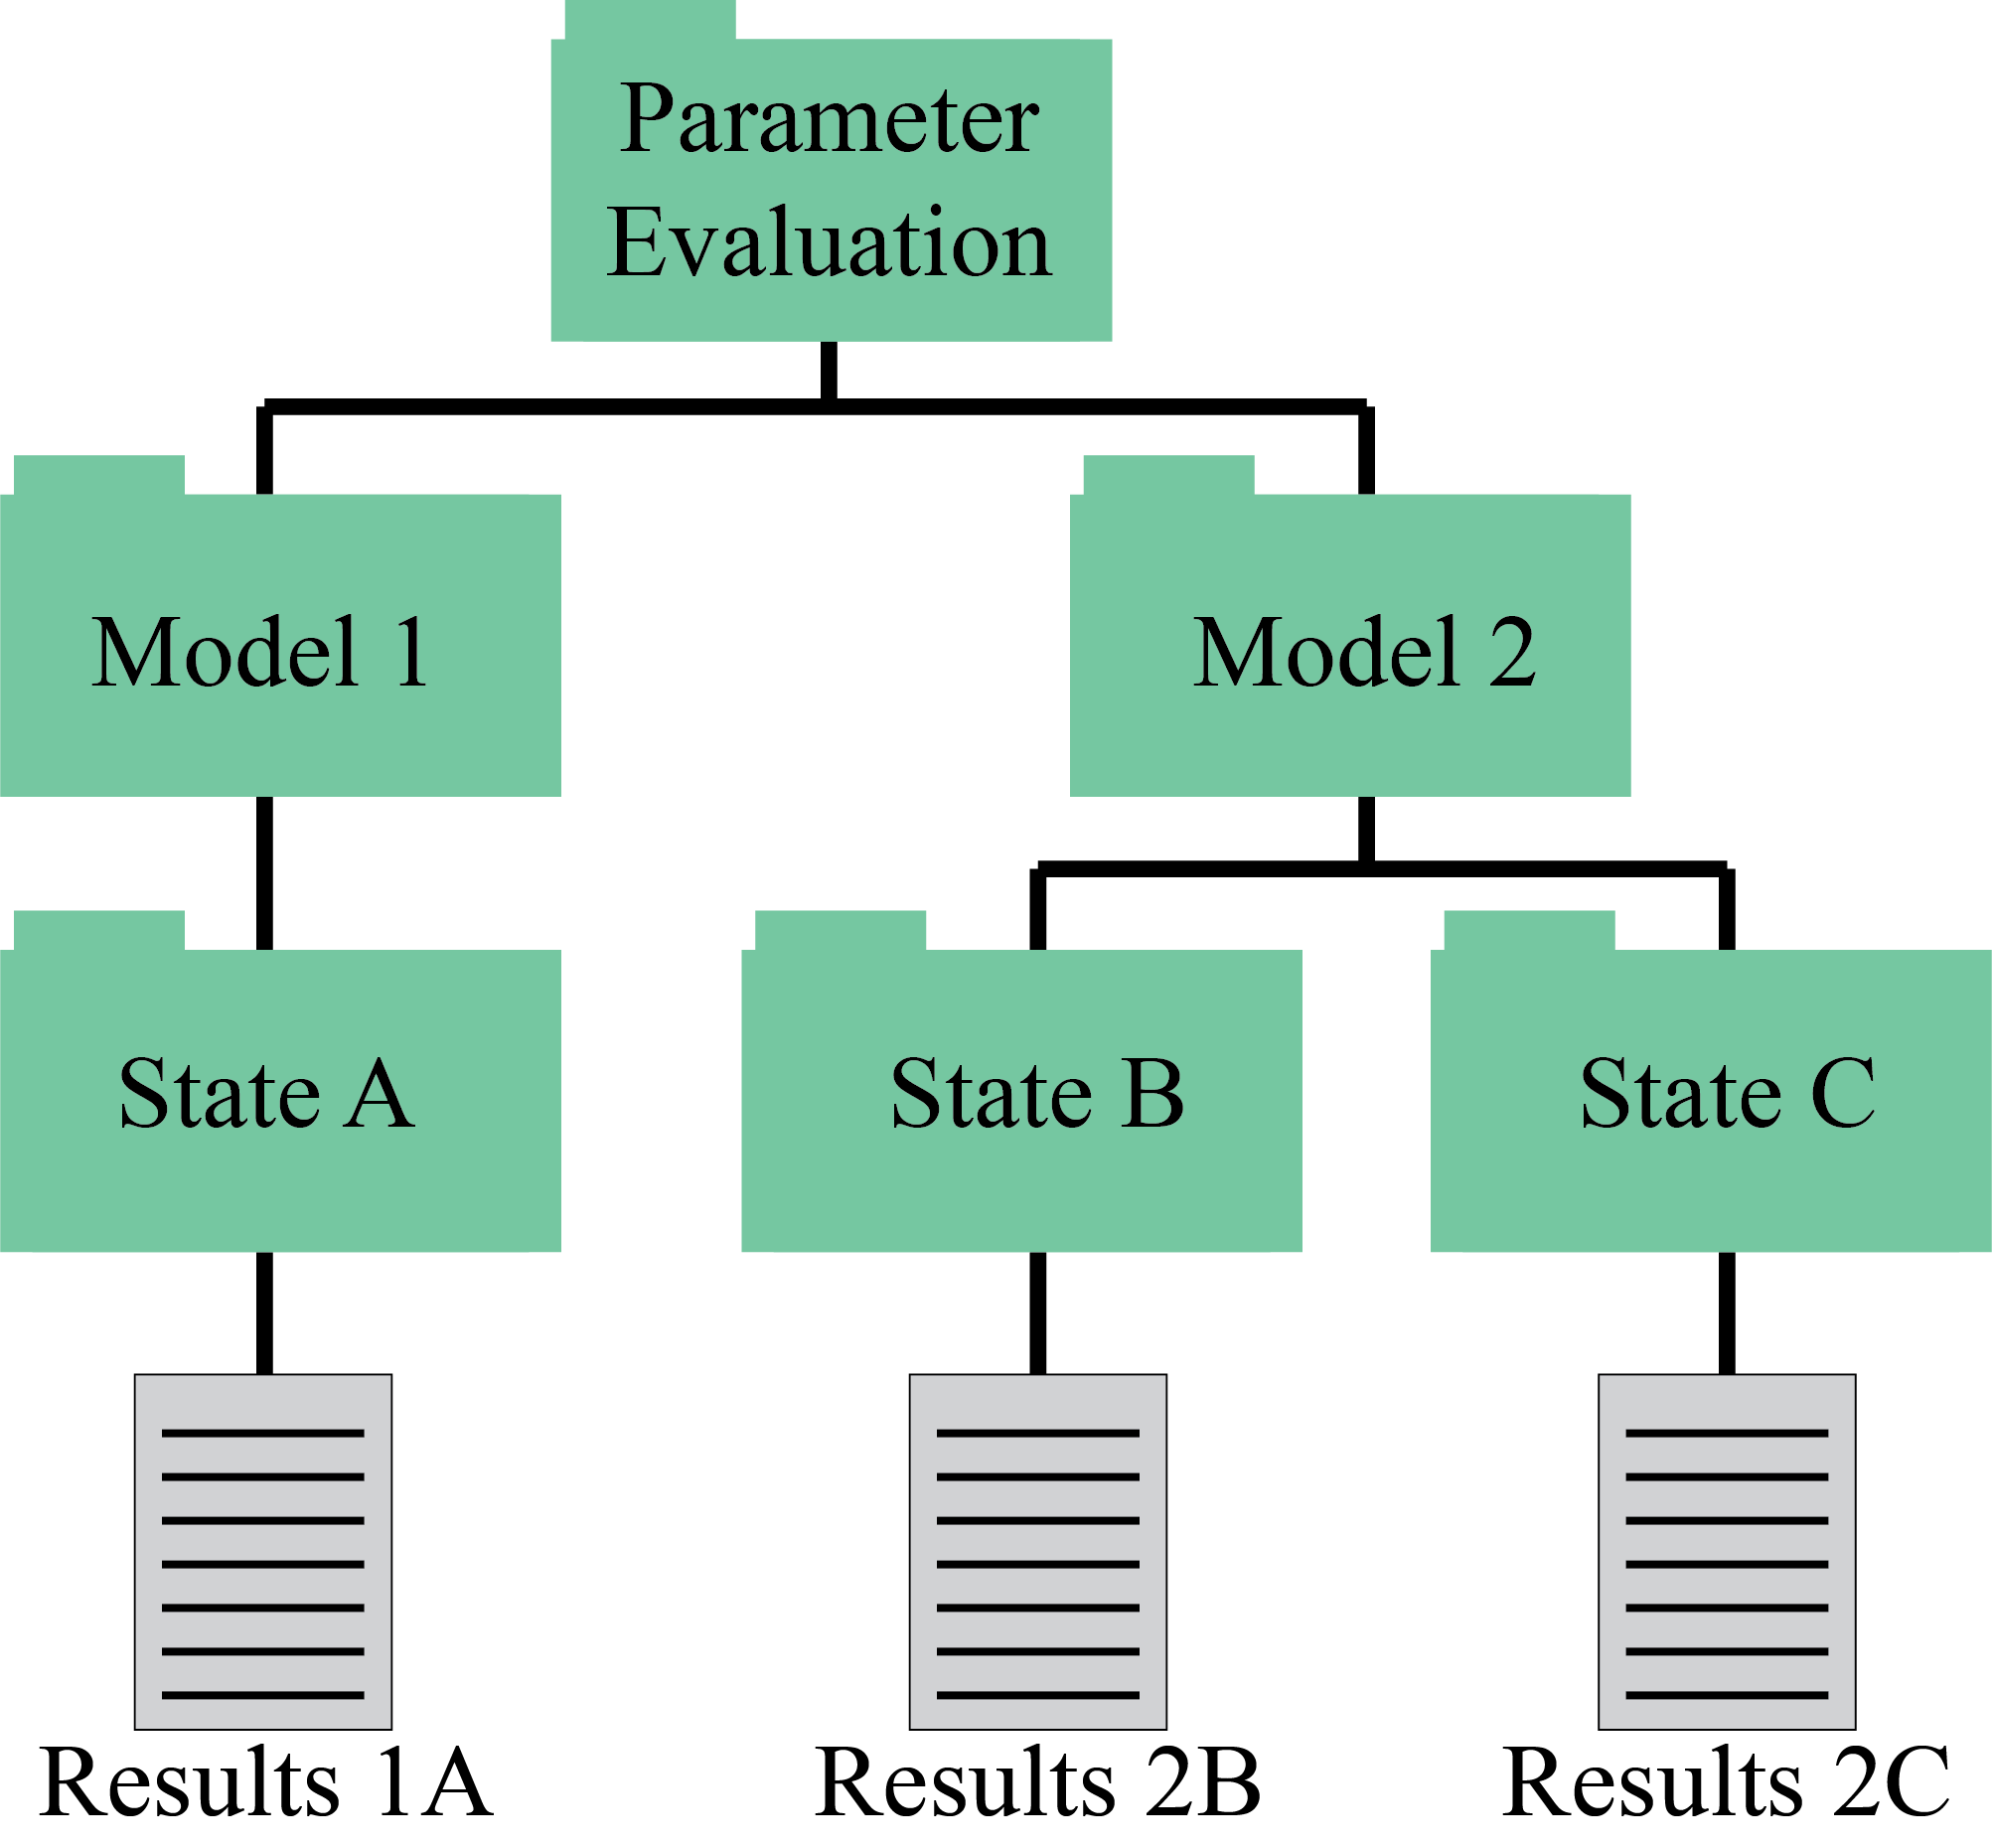 Parameter
Evaluation
Model 1
Model 2
State A
State B
State C
Results 1A
Results 2B
Results 2C